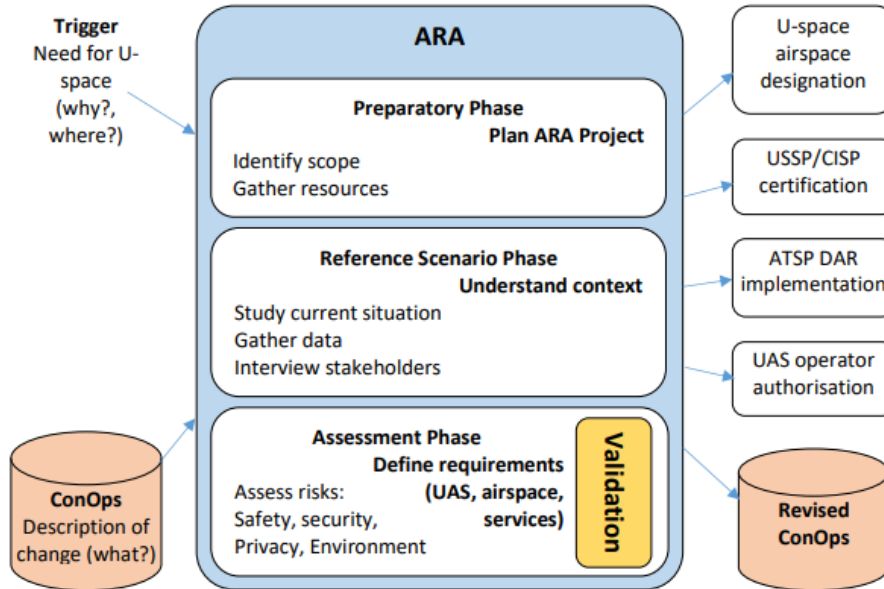 Trigger
Need for U-
space
(why?,
where?)
ARA
Preparatory Phase
Plan ARA Project
Identify scope
Gather resources
Reference Scenario Phase
Understand context
Study current situation
Gather data
Interview stakeholders
Assessment Phase
Define requirements
Assess risks: (UAS, airspace,
Safety, security, services)
Privacy, Environment
Validation
ConOps
Description of
change (what?)
U-space
airspace
designation
USSP/CISP
certification
ATSP DAR
implementation
UAS operator
authorisation
Revised
ConOps